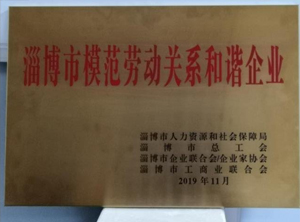 淄博市模范劳动关系和谐企业
淄博市人力资源和社会保障局
淄博市总工会
淄博市企业联合会/企业家协会
淄博市工商业联合会
2019年11月